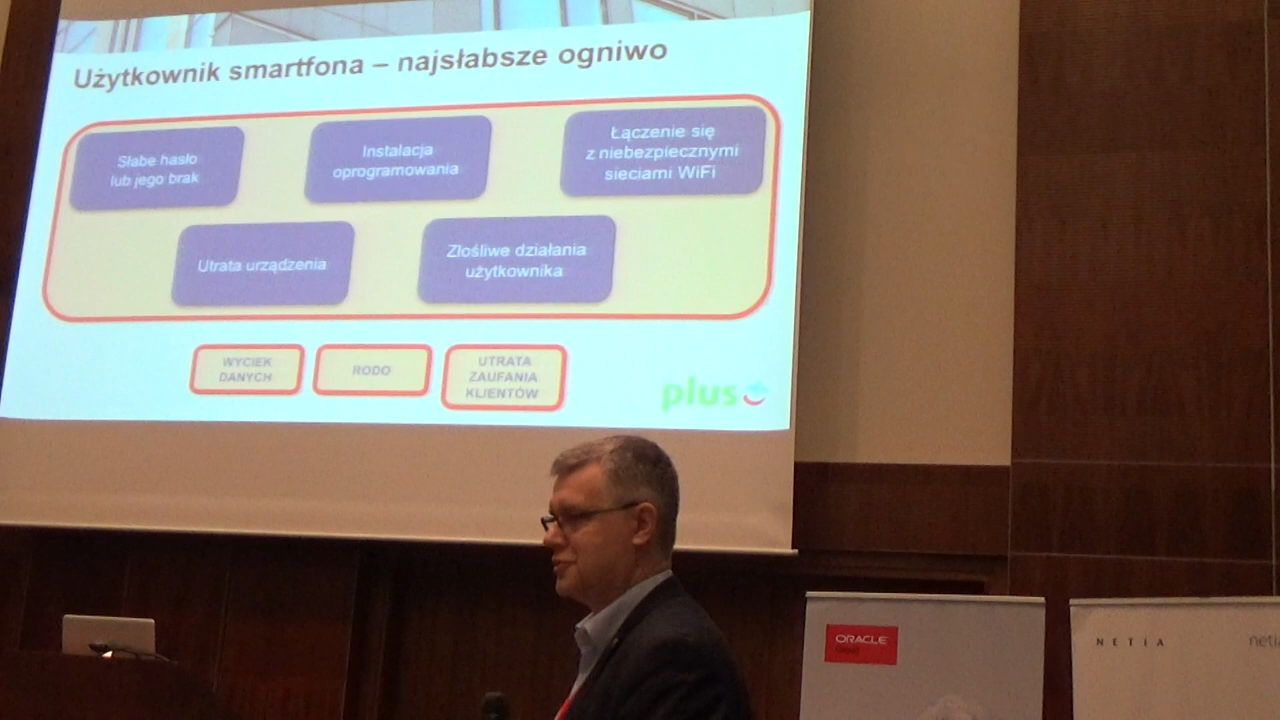 Użytkownik smartfona – najsłabsze ogniwo
Słabe hasło
lub jego brak
Instalacja
oprogramowania
Łączenie się
z niebezpiecznymi
sieciami WiFi
Utrata urządzenia
Złośliwe działania
użytkownika
WYCIEK
DANYCH
RODO
UTRATA
ZAUFANIA
KLIENTÓW
plus
ORACLE
NETIA